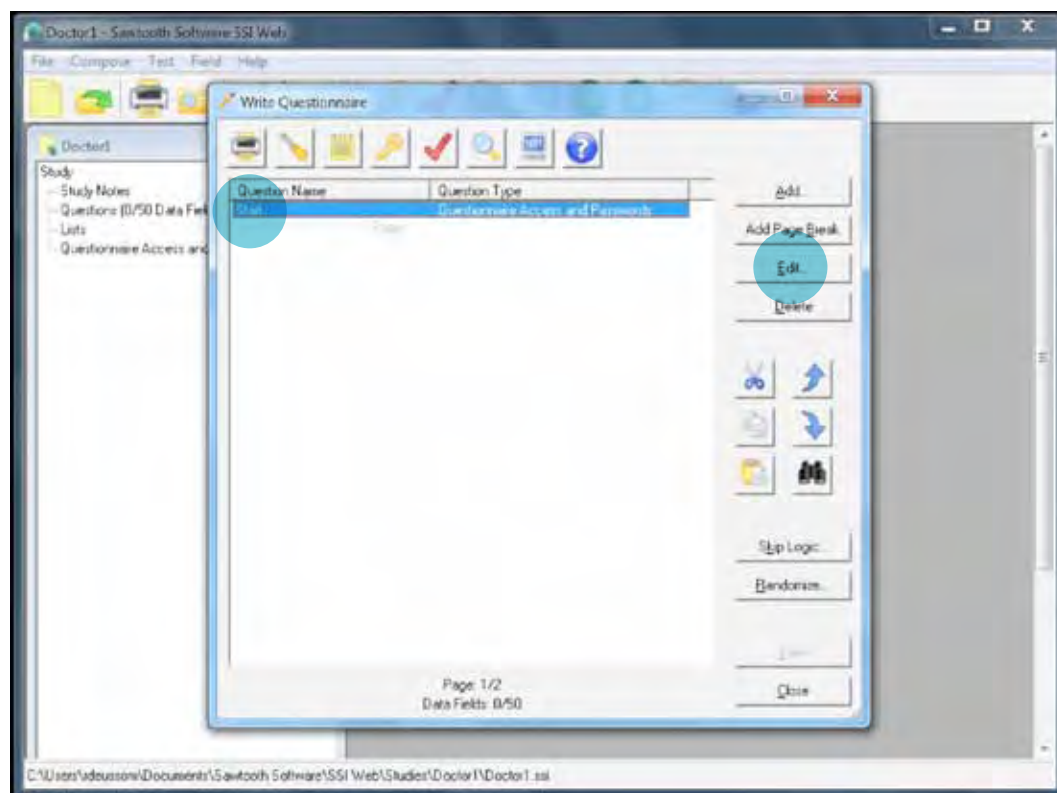 Doctor1 - Sawtooth Software SSI Web
File Compose Test Field Help
Write Questionnaire
Doctor1
Study
Study Notes
Questions (0/50 Data Fiel
Lists
Questionnaire Access and
Question Name Question Type
Start Questionnaire Access and Passwords
Add
Add Page Break
Edit...
Delete
Skip Logic...
Randomize...
Close
Page: 1/2
Data Fields: 0/50
C:\Users\vdeussom\Documents\Sawtooth Software\SSI Web\Studies\Doctor1\Doctor1.ssi